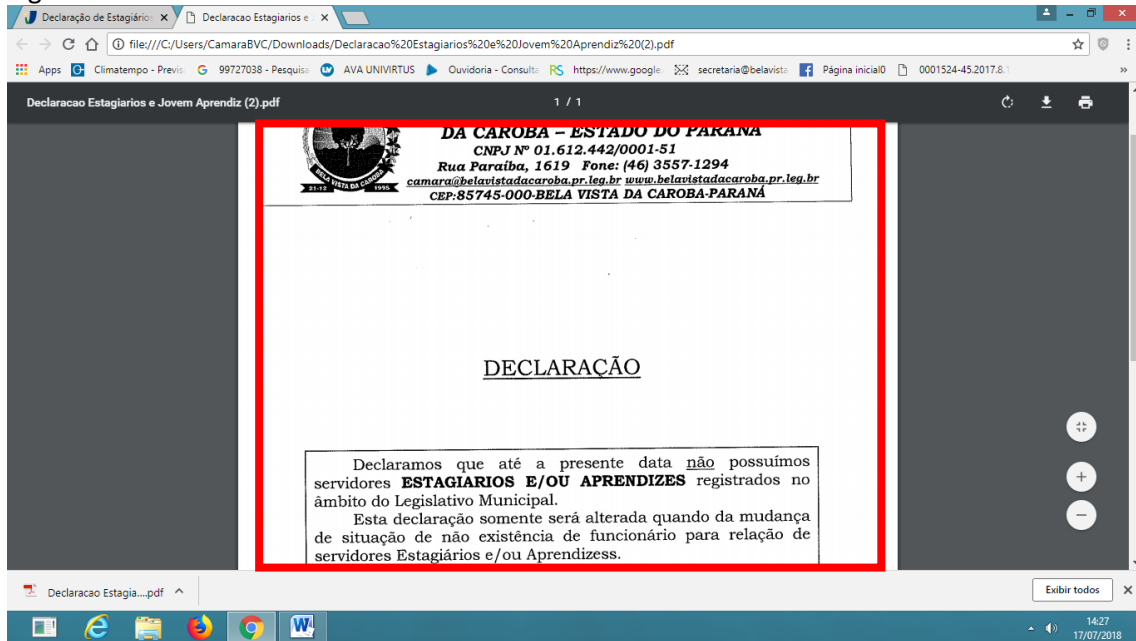 Declaração de Estagiário
Declaracao Estagiarios e
file:///C:/Users/CamaraBVC/Downloads/Declaracao%20Estagiarios%20e%20Jovem%20Aprendiz%20(2).pdf
Apps Climatempo - Previs 99727038 - Pesquisa AVA UNIVIRTUS Ouvidoria - Consulta https://www.google. secretaria@belavista Página inicial0 0001524-45.2017.8.1 »
Declaracao Estagiarios e Jovem Aprendiz (2).pdf 1 / 1
DA CAROBA – ESTADO DO PARANA
CNPJ Nº 01.612.442/0001-51
Rua Paraíba, 1619 Fone: (46) 3557-1294
camara@belavistadacaroba.pr.leg.br www.belavistadacaroba.pr.leg.br
CEP:85745-000-BELA VISTA DA CAROBA-PARANÁ
21-12 BELA VISTA DA CAROBA 1995
DECLARAÇÃO
Declaramos que até a presente data não possuímos
servidores ESTAGIARIOS E/OU APRENDIZES registrados no
âmbito do Legislativo Municipal.
Esta declaração somente será alterada quando da mudança
de situação de não existência de funcionário para relação de
servidores Estagiários e/ou Aprendizess.
Declaracao Estagia....pdf
Exibir todos
14:27
17/07/2018